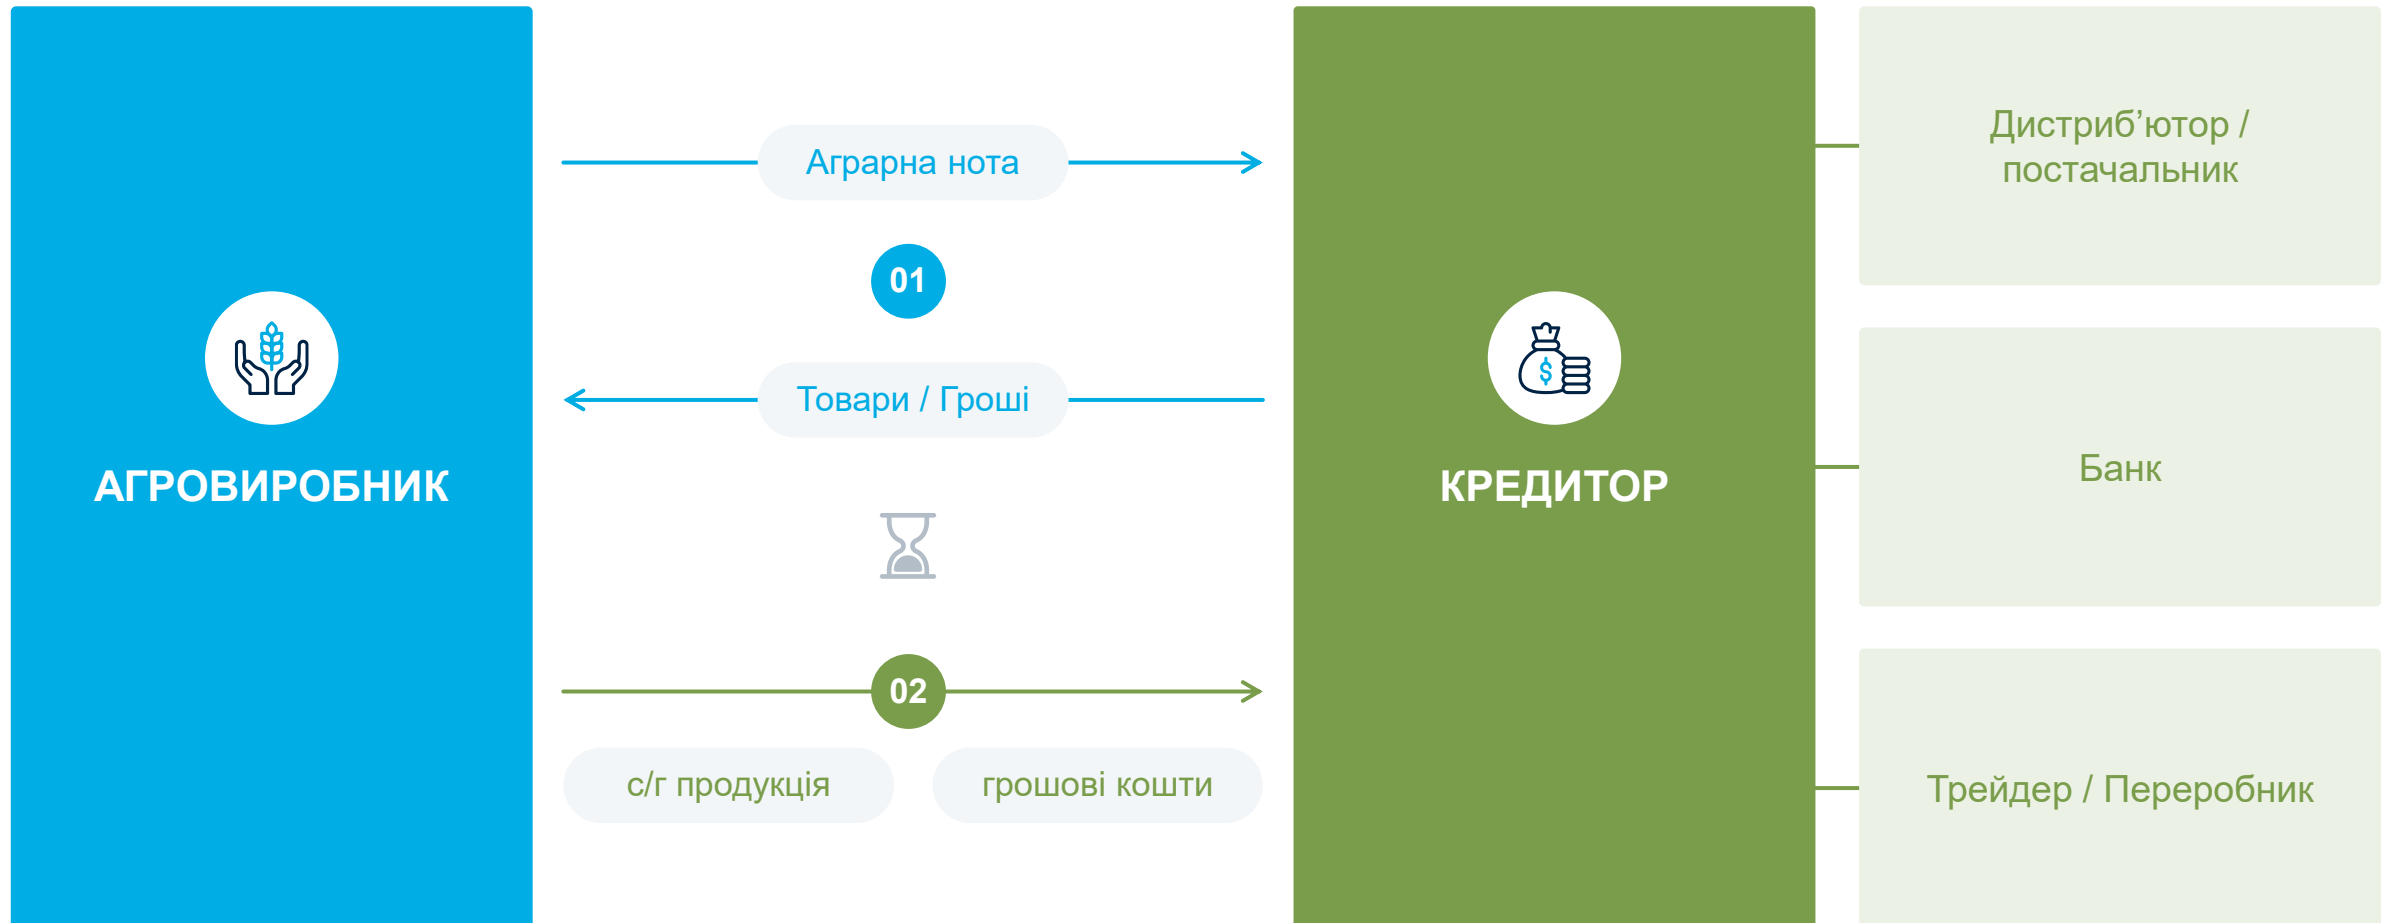 Аграрна нота
01
Товари / Гроші
АГРОВИРОБНИК
02
с/г продукція
грошові кошти
$
КРЕДИТОР
Дистриб’ютор /
постачальник
Банк
Трейдер / Переробник